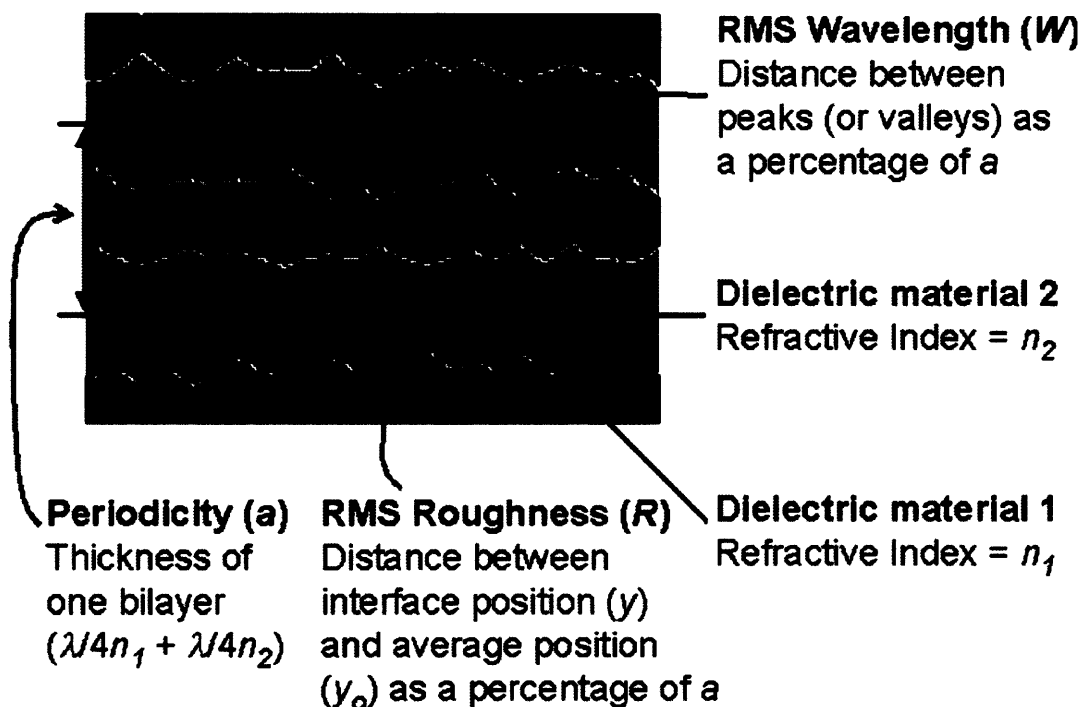 RMS Wavelength (W)
Distance between
peaks (or valleys) as
a percentage of a
Dielectric material 2
Refractive Index = n₂
Dielectric material 1
Refractive Index = n₁
Periodicity (a)
Thickness of
one bilayer
(λ/4n₁ + λ/4n₂)
RMS Roughness (R)
Distance between
interface position (y)
and average position
(yₒ) as a percentage of a